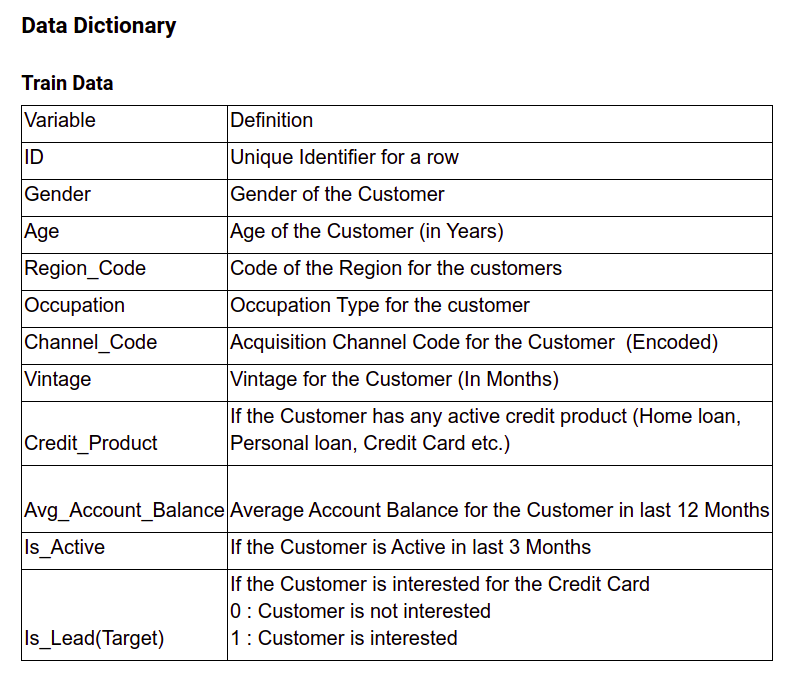 Data Dictionary
Train Data
Variable Definition
ID Unique Identifier for a row
Gender Gender of the Customer
Age Age of the Customer (in Years)
Region_Code Code of the Region for the customers
Occupation Occupation Type for the customer
Channel_Code Acquisition Channel Code for the Customer  (Encoded)
Vintage Vintage for the Customer (In Months)
If the Customer has any active credit product (Home loan,
Credit_Product Personal loan, Credit Card etc.)
Avg_Account_Balance Average Account Balance for the Customer in last 12 Months
Is_Active If the Customer is Active in last 3 Months
If the Customer is interested for the Credit Card
0 : Customer is not interested
Is_Lead(Target) 1 : Customer is interested